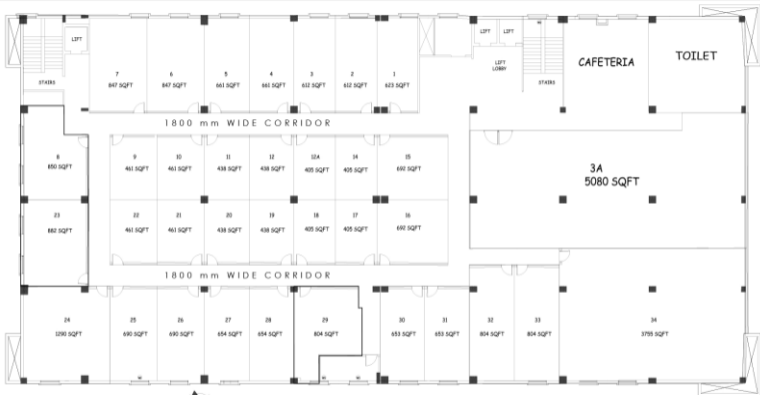 LIFT
STAIRS
7
847 SQFT
6
847 SQFT
5
661 SQFT
4
661 SQFT
3
612 SQFT
2
612 SQFT
1
623 SQFT
LIFT
LIFT
LIFT
LOBBY
STAIRS
CAFETERIA
TOILET
1800 mm WIDE CORRIDOR
8
850 SQFT
9
461 SQFT
10
461 SQFT
11
438 SQFT
12
438 SQFT
12A
405 SQFT
14
405 SQFT
15
692 SQFT
3A
5080 SQFT
23
882 SQFT
22
461 SQFT
21
461 SQFT
20
438 SQFT
19
438 SQFT
18
405 SQFT
17
405 SQFT
16
692 SQFT
1800 mm WIDE CORRIDOR
24
1290 SQFT
25
690 SQFT
26
690 SQFT
27
654 SQFT
28
654 SQFT
29
804 SQFT
30
653 SQFT
31
653 SQFT
32
804 SQFT
33
804 SQFT
34
3755 SQFT